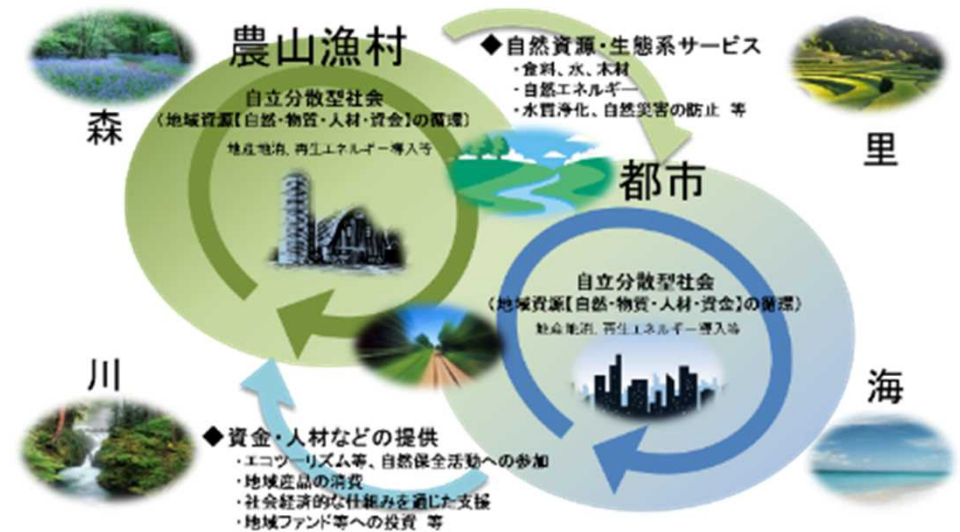 農山漁村
自立分散型社会
(地域資源【自然・物質・人材・資金】の循環)
地産地消、再生エネルギー導入等
森
◆自然資源・生態系サービス
・食料、水、木材
・自然エネルギー
・水質浄化、自然災害の防止 等
里
都市
自立分散型社会
(地域資源【自然・物質・人材・資金】の循環)
地産地消、再生エネルギー導入等
川
海
◆資金・人材などの提供
・エコツーリズム等、自然保全活動への参加
・地域産品の消費
・社会経済的な仕組みを通じた支援
・地域ファンド等への投資 等